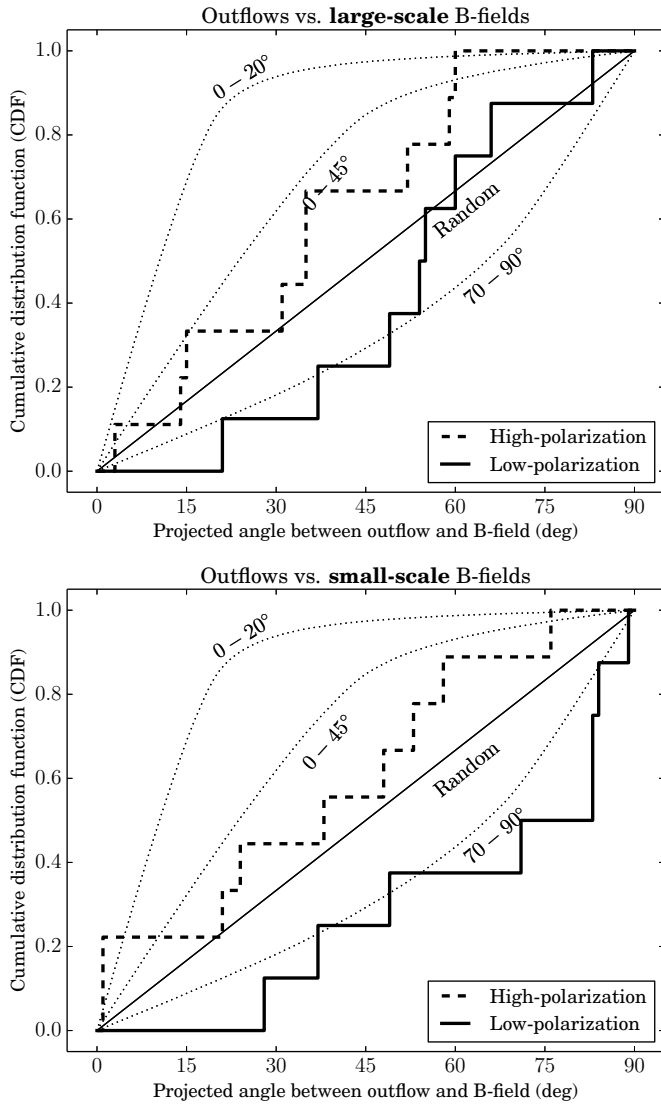 Outflows vs. large-scale B-fields
Cumulative distribution function (CDF)
1.0
0.8
0.6
0.4
0.2
0.0
0 – 20°
0 – 45°
Random
70 – 90°
High-polarization
Low-polarization
0 15 30 45 60 75 90
Projected angle between outflow and B-field (deg)
Outflows vs. small-scale B-fields
Cumulative distribution function (CDF)
1.0
0.8
0.6
0.4
0.2
0.0
0 – 20°
0 – 45°
Random
70 – 90°
High-polarization
Low-polarization
0 15 30 45 60 75 90
Projected angle between outflow and B-field (deg)